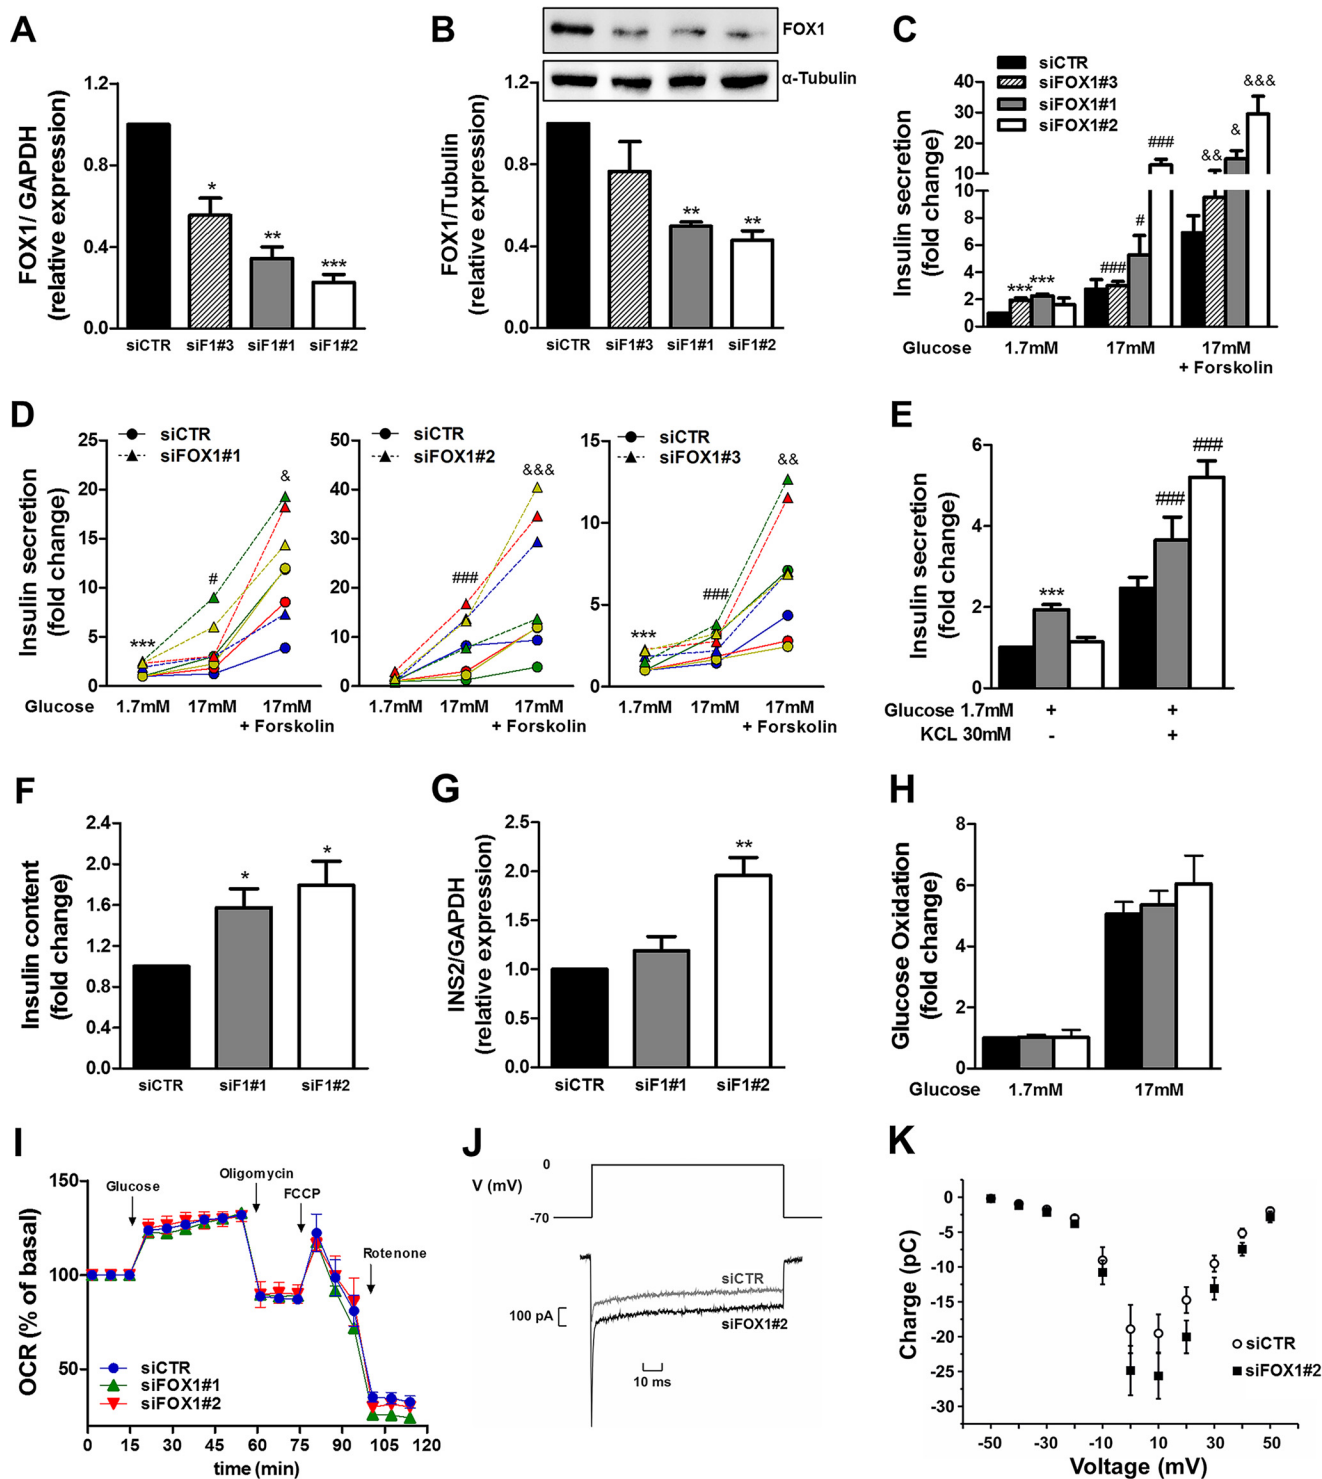 A
1.2
0.8
0.4
0.0
FOX1/ GAPDH
(relative expression)
*
**
***
siCTR siF1#3 siF1#1 siF1#2
B
FOX1
α-Tubulin
1.2
0.8
0.4
0.0
FOX1/Tubulin
(relative expression)
**
**
siCTR siF1#3 siF1#1 siF1#2
C
siCTR
siFOX1#3
siFOX1#1
siFOX1#2
40
30
20
10
10
8
6
4
2
0
Insulin secretion
(fold change)
*** ***
### # ###
&& & &&&
Glucose 1.7mM 17mM 17mM
+ Forskolin
D
siCTR
siFOX1#1
25
20
15
10
5
0
Insulin secretion
(fold change)
***
#
&
Glucose 1.7mM 17mM 17mM
+ Forskolin
siCTR
siFOX1#2
50
40
30
20
10
0
###
&&&
1.7mM 17mM 17mM
+ Forskolin
siCTR
siFOX1#3
15
10
5
0
***
###
&&
1.7mM 17mM 17mM
+ Forskolin
E
6
4
2
0
Insulin secretion
(fold change)
***
###
###
Glucose 1.7mM + +
KCL 30mM - +
F
2.4
2.0
1.6
1.2
0.8
0.4
0.0
Insulin content
(fold change)
*
*
siCTR siF1#1 siF1#2
G
2.5
2.0
1.5
1.0
0.5
0.0
INS2/GAPDH
(relative expression)
**
siCTR siF1#1 siF1#2
H
8
6
4
2
0
Glucose Oxidation
(fold change)
Glucose 1.7mM 17mM
I
150
100
50
OCR (% of basal)
Glucose
Oligomycin
FCCP
Rotenone
siCTR
siFOX1#1
siFOX1#2
0 15 30 45 60 75 90 105 120
time (min)
J
0
V (mV)
-70
siCTR
siFOX1#2
100 pA
10 ms
K
0
-5
-10
-15
-20
-25
-30
Charge (pC)
siCTR
siFOX1#2
-50 -30 -10 10 30 50
Voltage (mV)